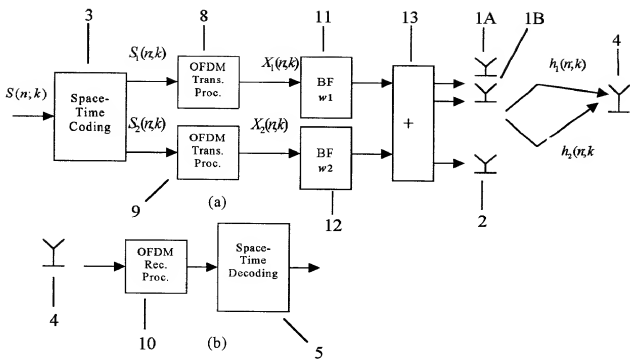 3
8
11
13
1A
1B
4
S(n;k)
Space-
Time
Coding
S₁(n,k)
OFDM
Trans.
Proc.
X₁(n,k)
BF
w1
h₁(n;k)
S₂(n,k)
OFDM
Trans.
Proc.
X₂(n,k)
BF
w2
+
h₂(n,k
9
(a)
12
2
OFDM
Rec.
Proc.
Space-
Time
Decoding
4
10
(b)
5